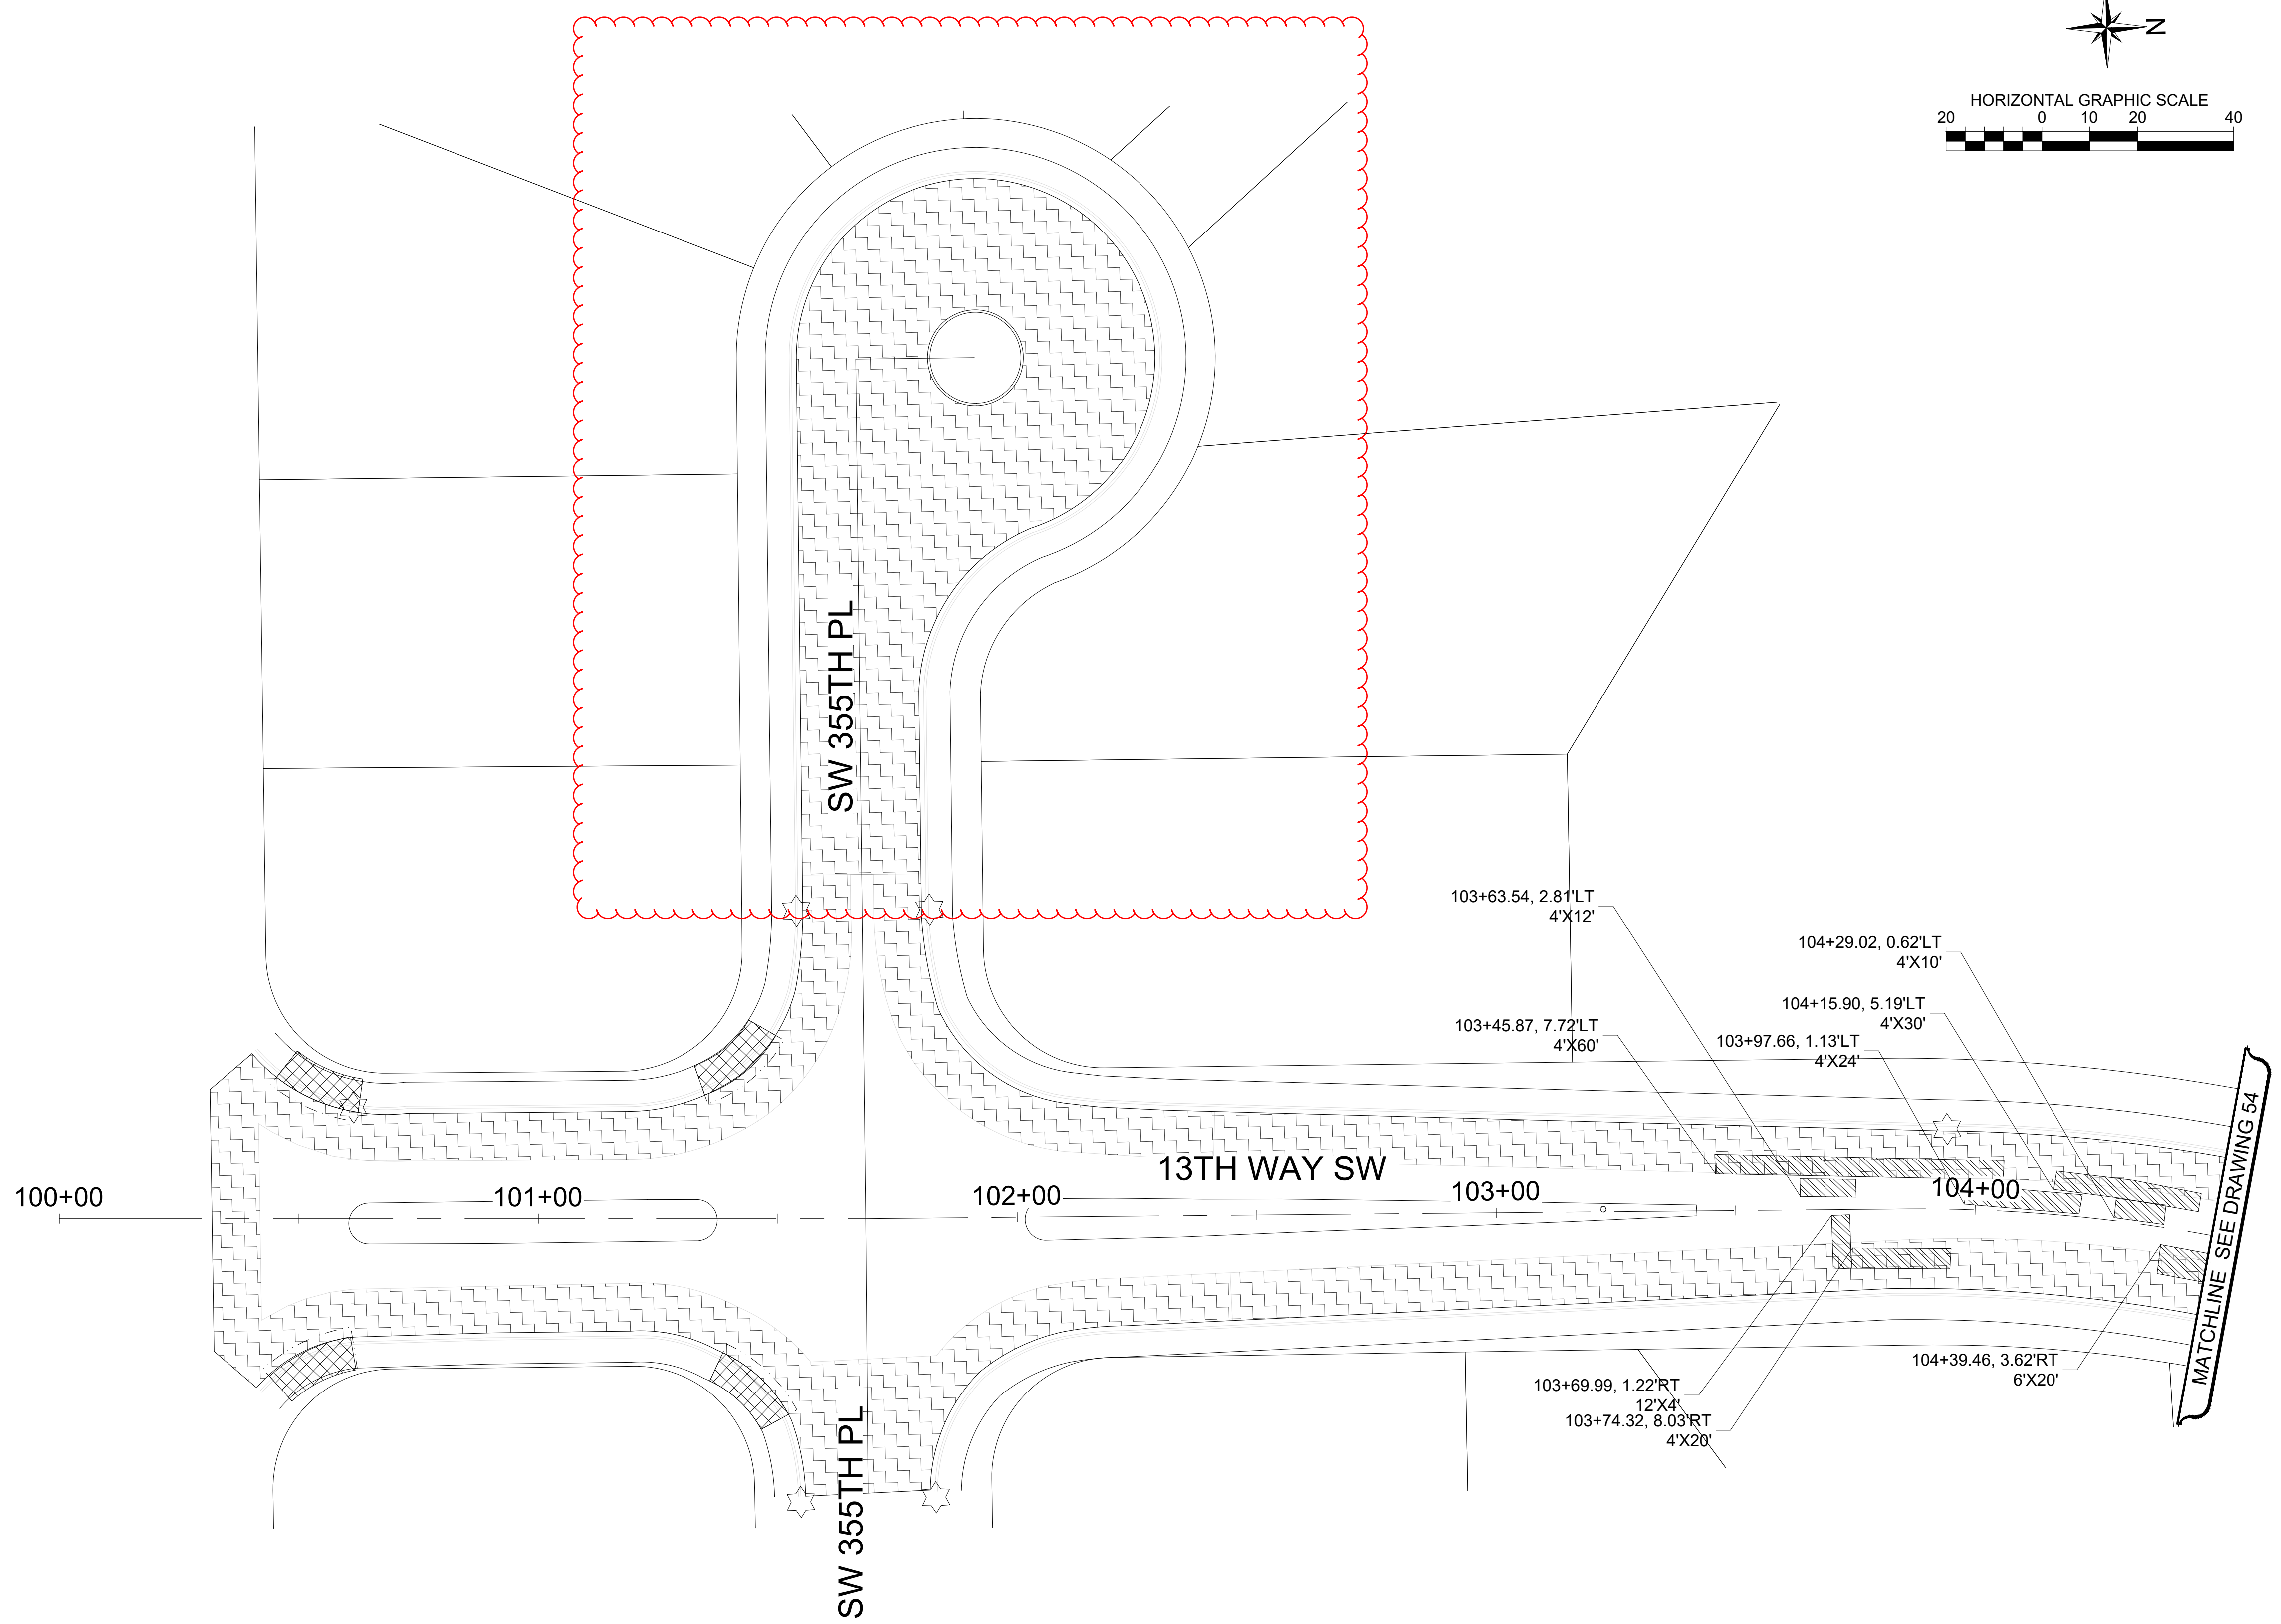 N
HORIZONTAL GRAPHIC SCALE
20 0 10 20 40
SW 355TH PL
103+63.54, 2.81'LT
4'X12'
104+29.02, 0.62'LT
4'X10'
104+15.90, 5.19'LT
4'X30'
103+45.87, 7.72'LT
4'X60'
103+97.66, 1.13'LT
4'X24'
13TH WAY SW
100+00 101+00 102+00 103+00 104+00
MATCHLINE SEE DRAWING 54
104+39.46, 3.62'RT
6'X20'
103+69.99, 1.22'RT
12'X4'
103+74.32, 8.03'RT
4'X20'
SW 355TH PL